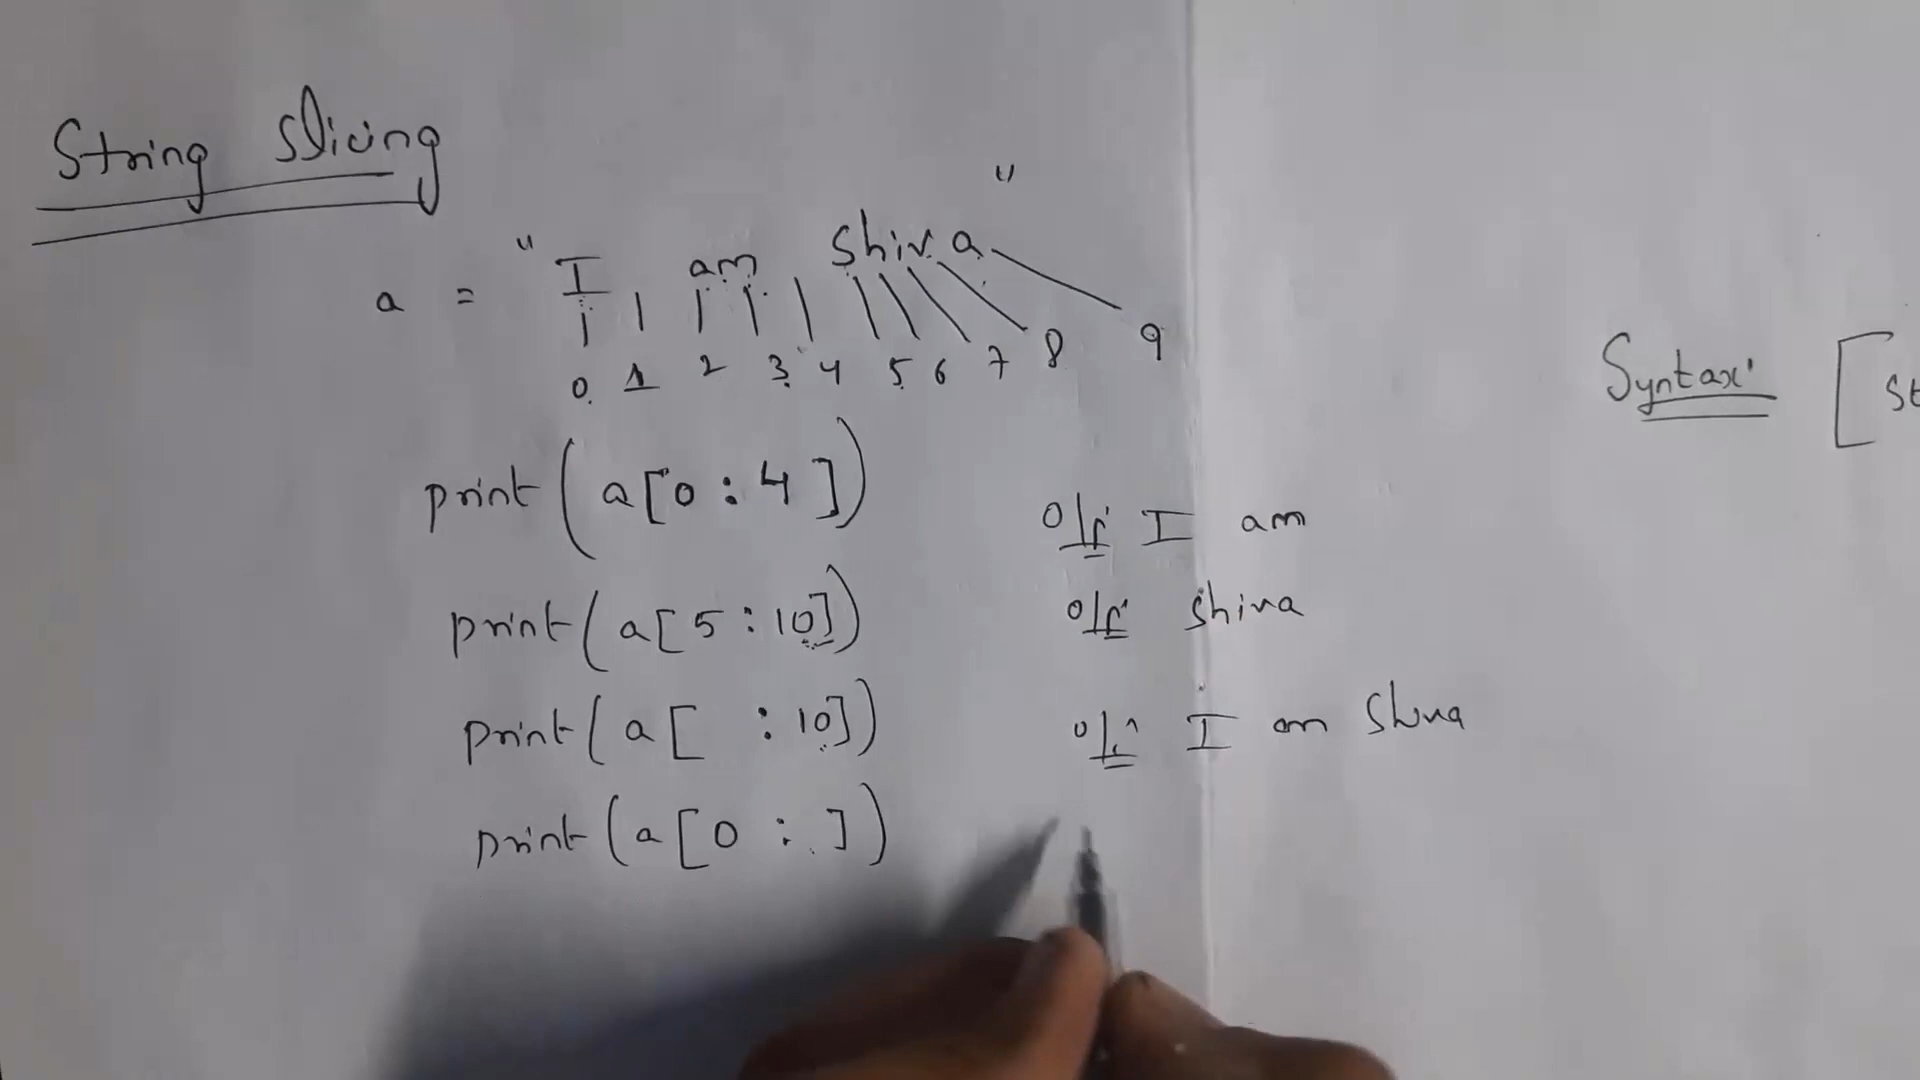 String Slicing
a = "I am Shiva"
0 1 2 3 4 5 6 7 8 9
Syntax: [ st
print(a[0:4]) o/p: I am
print(a[5:10]) o/p: Shiva
print(a[ :10]) o/p: I am Shiva
print(a[0: ])